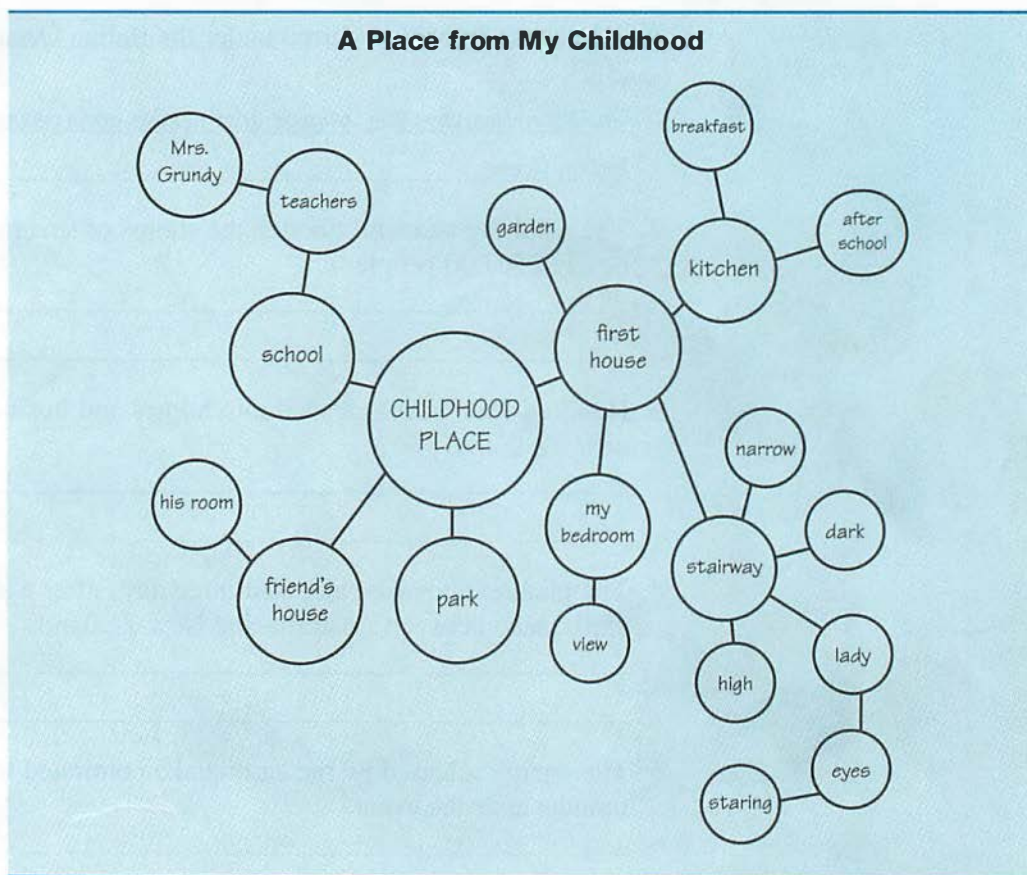 A Place from My Childhood
Mrs.
Grundy
teachers
school
CHILDHOOD
PLACE
his room
friend's
house
park
first
house
garden
kitchen
breakfast
after
school
my
bedroom
view
stairway
narrow
dark
high
lady
eyes
staring